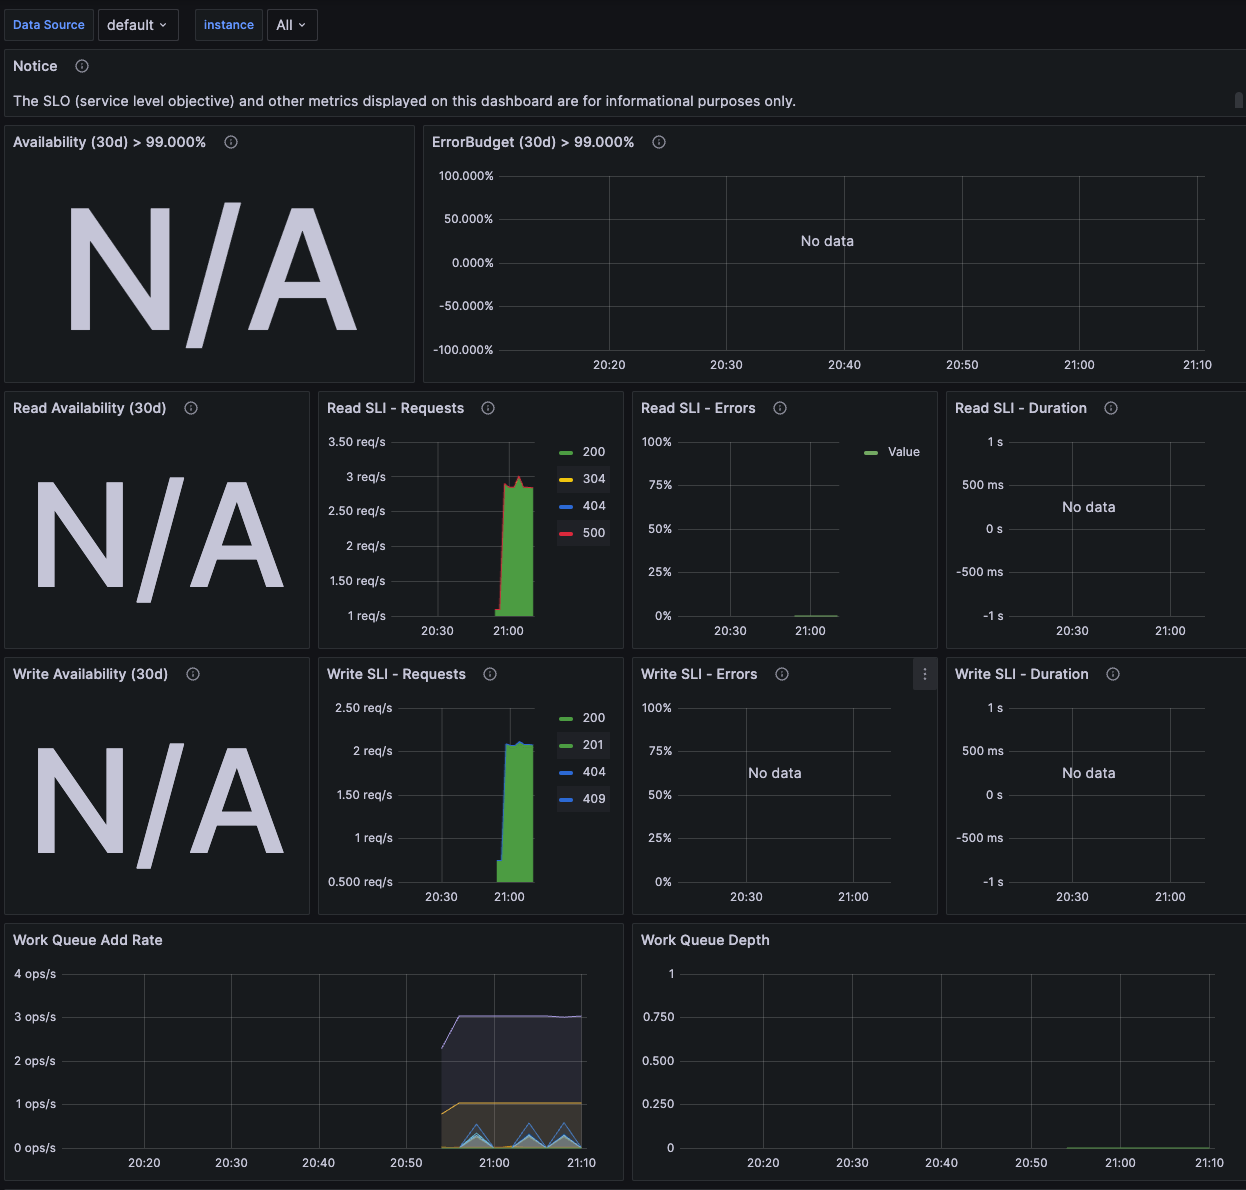 Data Source default instance All
Notice
The SLO (service level objective) and other metrics displayed on this dashboard are for informational purposes only.
Availability (30d) > 99.000%
N/A
ErrorBudget (30d) > 99.000%
100.000%
50.000%
No data
0.000%
-50.000%
-100.000%
20:20 20:30 20:40 20:50 21:00 21:10
Read Availability (30d)
N/A
Read SLI - Requests
3.50 req/s
3 req/s
2.50 req/s
2 req/s
1.50 req/s
1 req/s
20:30 21:00
200
304
404
500
Read SLI - Errors
100%
75%
50%
25%
0%
20:30 21:00
Value
Read SLI - Duration
1 s
500 ms
No data
0 s
-500 ms
-1 s
20:30 21:00
Write Availability (30d)
N/A
Write SLI - Requests
2.50 req/s
2 req/s
1.50 req/s
1 req/s
0.500 req/s
20:30 21:00
200
201
404
409
Write SLI - Errors
100%
75%
No data
50%
25%
0%
20:30 21:00
Write SLI - Duration
1 s
500 ms
No data
0 s
-500 ms
-1 s
20:30 21:00
Work Queue Add Rate
4 ops/s
3 ops/s
2 ops/s
1 ops/s
0 ops/s
20:20 20:30 20:40 20:50 21:00 21:10
Work Queue Depth
1
0.750
0.500
0.250
0
20:20 20:30 20:40 20:50 21:00 21:10